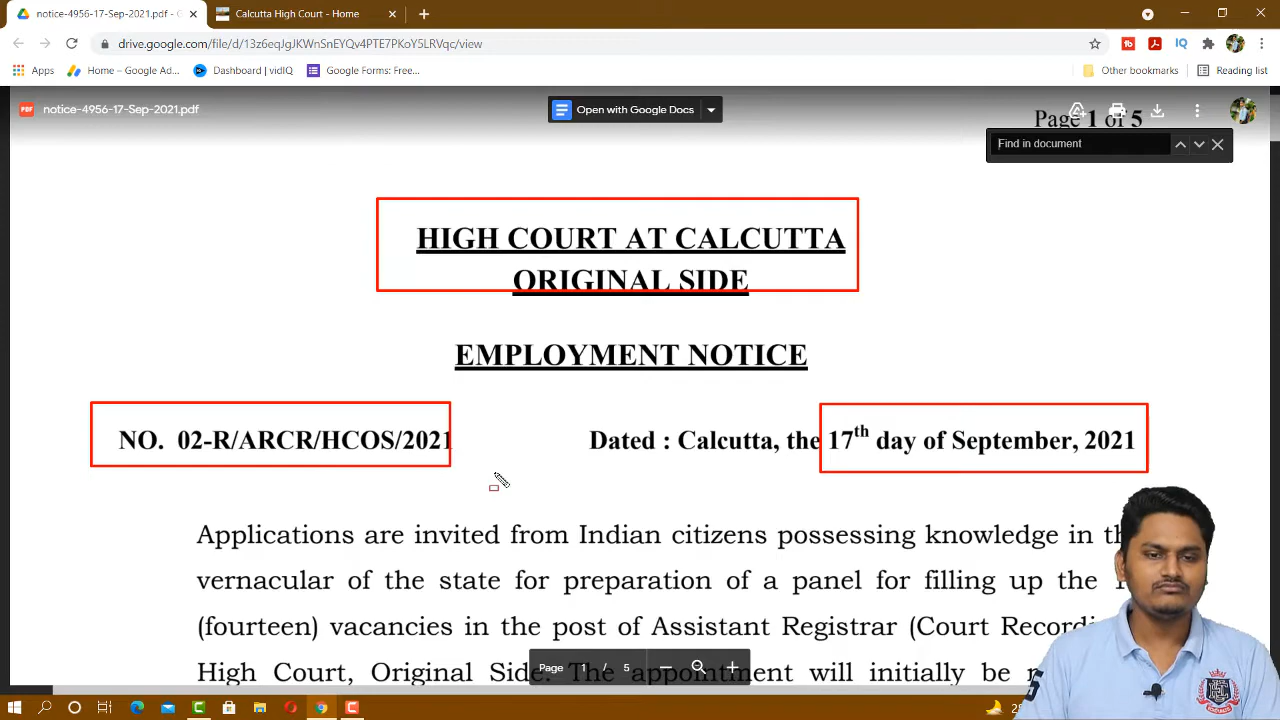 notice-4956-17-Sep-2021.pdf - G
Calcutta High Court - Home
drive.google.com/file/d/13z6eqJgJKWnSnEYQv4PTE7PKoY5LRVqt/view
Apps
Home – Google Ad...
Dashboard | vidIQ
Google Forms: Free...
Other bookmarks
Reading list
PDF
notice-4956-17-Sep-2021.pdf
Open with Google Docs
Page 1 of 5
Find in document
HIGH COURT AT CALCUTTA
ORIGINAL SIDE
EMPLOYMENT NOTICE
NO. 02-R/ARCR/HCOS/2021
Dated : Calcutta, the 17th day of September, 2021
Applications are invited from Indian citizens possessing knowledge in
vernacular of the state for preparation of a panel for filling up the
(fourteen) vacancies in the post of Assistant Registrar (Court
High Court, Original Side. The appointment will initially be
Page 1 / 5